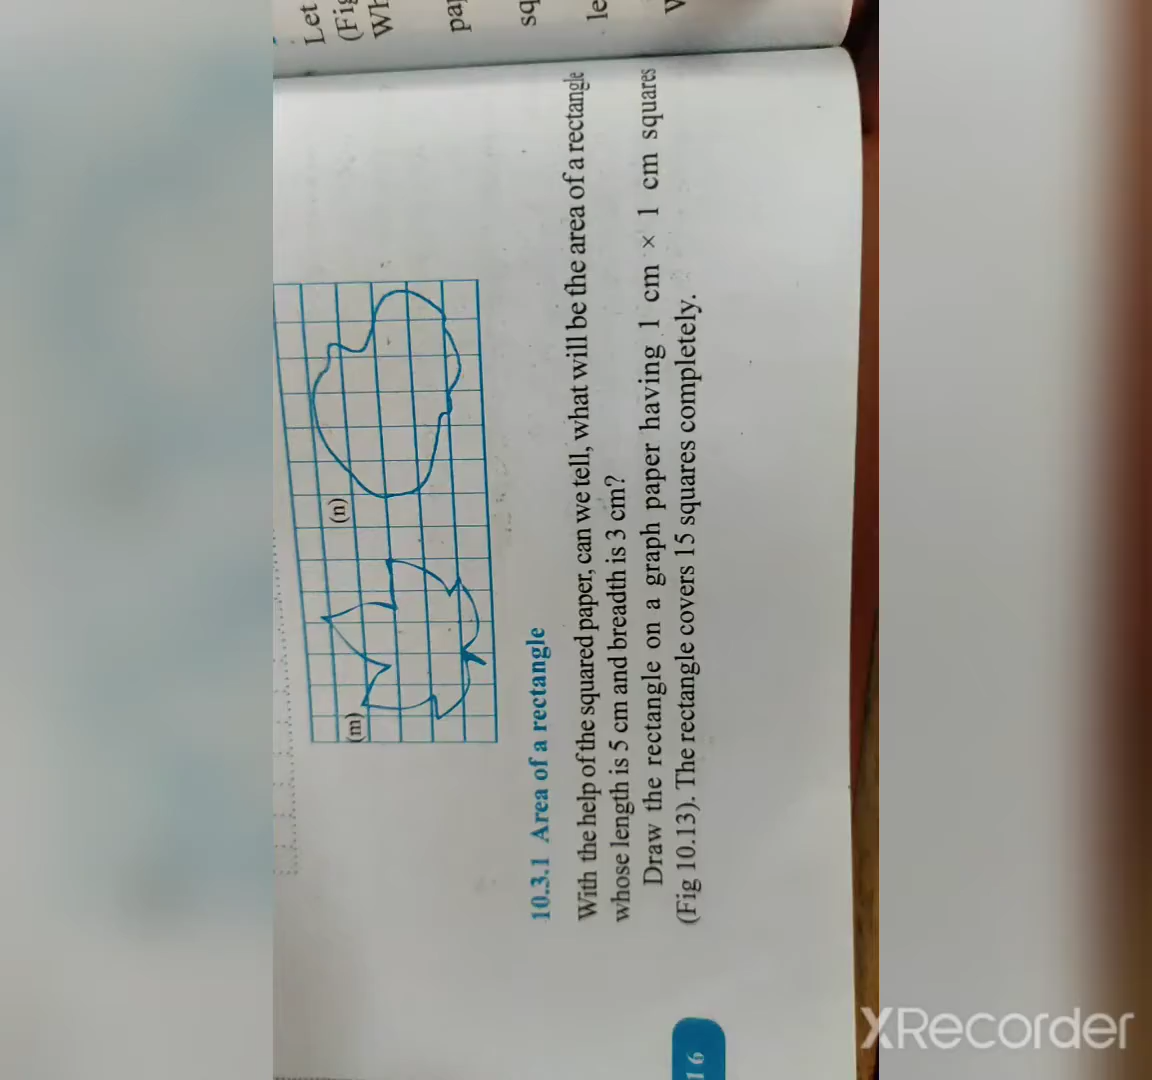 (m)
(n)
10.3.1 Area of a rectangle
With the help of the squared paper, can we tell, what will be the area of a rectangle
whose length is 5 cm and breadth is 3 cm?
Draw the rectangle on a graph paper having 1 cm × 1 cm squares
(Fig 10.13). The rectangle covers 15 squares completely.
16
Let
XRecorder